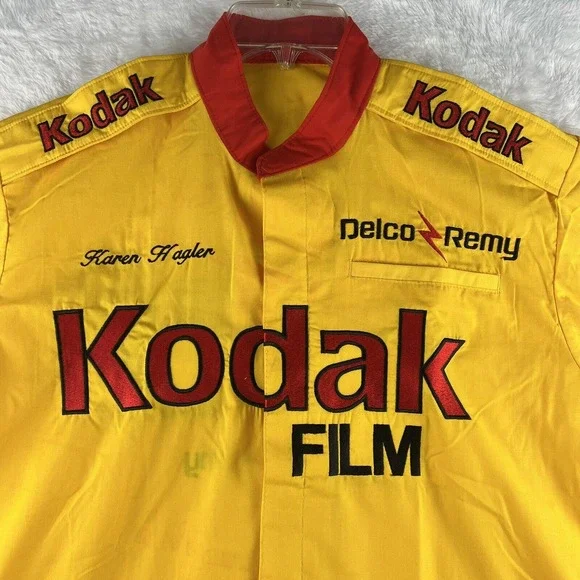 Kodak
Kodak
Delco Remy
Karen Hagler
Kodak
FILM